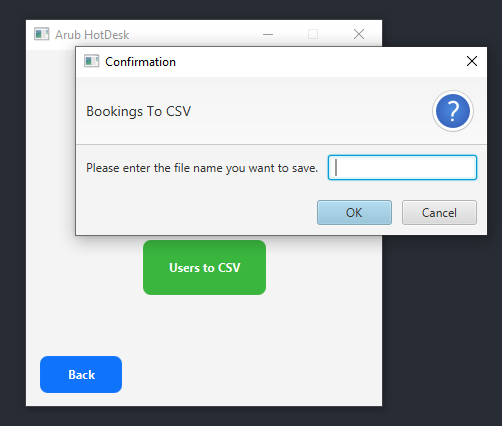 Arub HotDesk
Confirmation
Bookings To CSV
?
Please enter the file name you want to save.
OK
Cancel
Users to CSV
Back